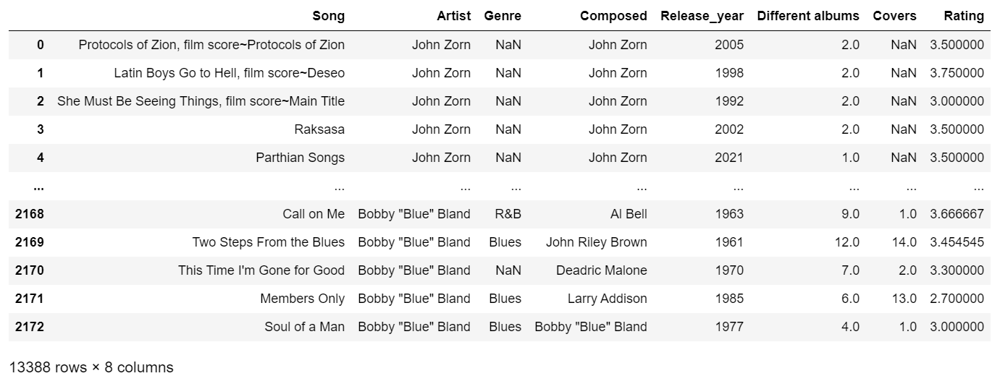 Song Artist Genre Composed Release_year Different albums Covers Rating
0 Protocols of Zion, film score~Protocols of Zion John Zorn NaN John Zorn 2005 2.0 NaN 3.500000
1 Latin Boys Go to Hell, film score~Deseo John Zorn NaN John Zorn 1998 2.0 NaN 3.750000
2 She Must Be Seeing Things, film score~Main Title John Zorn NaN John Zorn 1992 2.0 NaN 3.000000
3 Raksasa John Zorn NaN John Zorn 2002 2.0 NaN 3.500000
4 Parthian Songs John Zorn NaN John Zorn 2021 1.0 NaN 3.500000
... ... ... ... ... ... ... ... ...
2168 Call on Me Bobby "Blue" Bland R&B Al Bell 1963 9.0 1.0 3.666667
2169 Two Steps From the Blues Bobby "Blue" Bland Blues John Riley Brown 1961 12.0 14.0 3.454545
2170 This Time I'm Gone for Good Bobby "Blue" Bland NaN Deadric Malone 1970 7.0 2.0 3.300000
2171 Members Only Bobby "Blue" Bland Blues Larry Addison 1985 6.0 13.0 2.700000
2172 Soul of a Man Bobby "Blue" Bland Blues Bobby "Blue" Bland 1977 4.0 1.0 3.000000
13388 rows × 8 columns